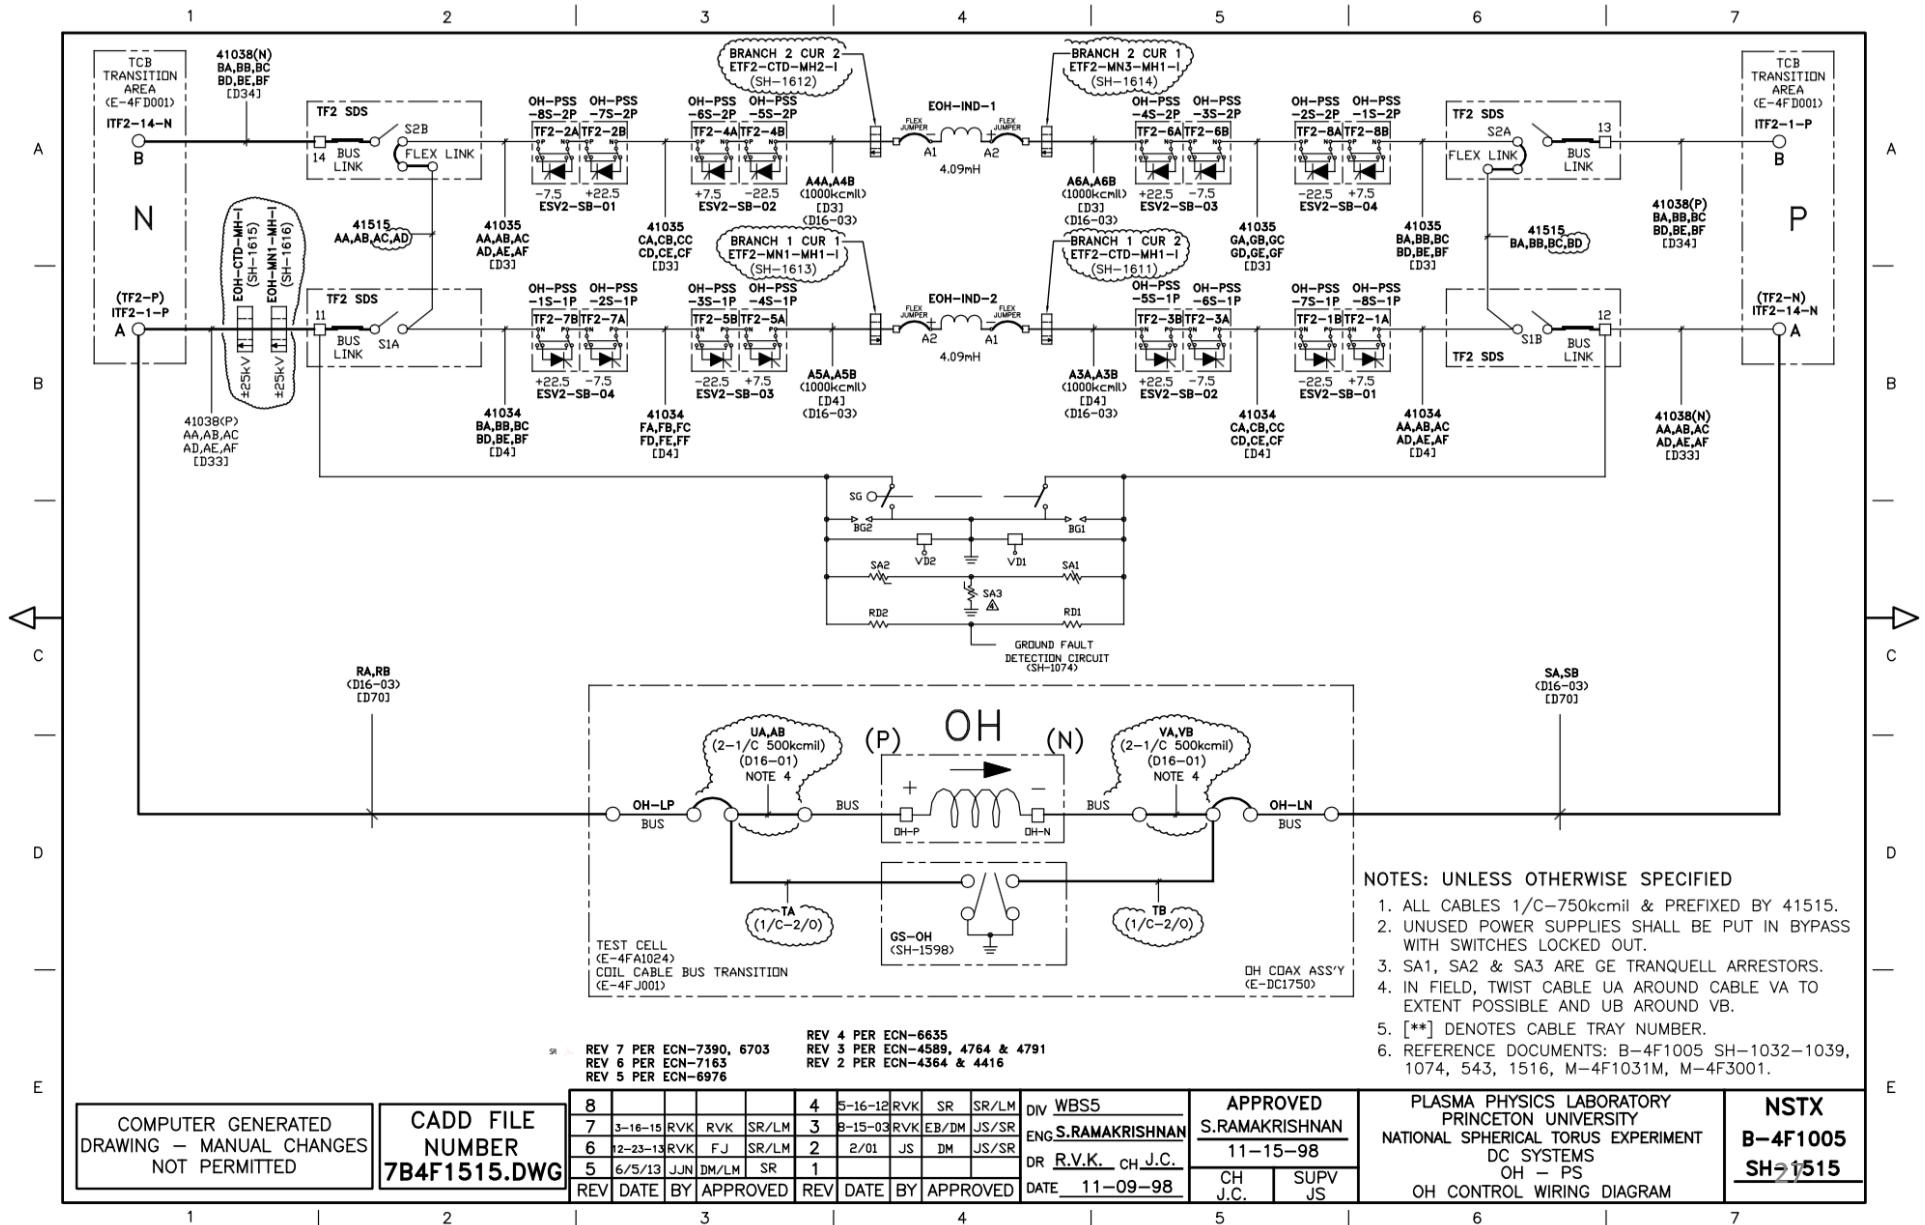 1 2 3 4 5 6 7
A
B
C
D
E
TCB
TRANSITION
AREA
(E-4FD001)
ITF2-14-N
B
N
(TF2-P)
ITF2-1-P
A
41038(N)
BA,BB,BC
BD,BE,BF
[D34]
EOH-CTD-MH-I
(SH-1615)
EOH-MN1-MH-I
(SH-1616)
±25kV
±25kV
41038(P)
AA,AB,AC
AD,AE,AF
[D33]
TF2 SDS
14
BUS
LINK
S2B
FLEX LINK
41515
AA,AB,AC,AD
TF2 SDS
11
BUS
LINK
S1A
41035
AA,AB,AC
AD,AE,AF
[D3]
OH-PSS OH-PSS
-8S-2P -7S-2P
TF2-2A TF2-2B
P N P N
-7.5 +22.5
ESV2-SB-01
41035
CA,CB,CC
CD,CE,CF
[D3]
OH-PSS OH-PSS
-6S-2P -5S-2P
TF2-4A TF2-4B
P N P N
+7.5 -22.5
ESV2-SB-02
BRANCH 2 CUR 2
ETF2-CTD-MH2-I
(SH-1612)
A4A,A4B
(1000kcmil)
[D3]
(D16-03)
EOH-IND-1
FLEX
JUMPER
- +
FLEX
JUMPER
A1 A2
4.09mH
BRANCH 2 CUR 1
ETF2-MN3-MH1-I
(SH-1614)
A6A,A6B
(1000kcmil)
[D3]
(D16-03)
OH-PSS OH-PSS
-4S-2P -3S-2P
TF2-6A TF2-6B
P N P N
+22.5 -7.5
ESV2-SB-03
41035
GA,GB,GC
GD,GE,GF
[D3]
OH-PSS OH-PSS
-2S-2P -1S-2P
TF2-8A TF2-8B
P N P N
-22.5 +7.5
ESV2-SB-04
41035
BA,BB,BC
BD,BE,BF
[D3]
TF2 SDS
S2A
FLEX LINK
13
BUS
LINK
41515
BA,BB,BC,BD
41038(P)
BA,BB,BC
BD,BE,BF
[D34]
TCB
TRANSITION
AREA
(E-4FD001)
ITF2-1-P
B
P
(TF2-N)
ITF2-14-N
A
OH-PSS OH-PSS
-1S-1P -2S-1P
TF2-7B TF2-7A
N P N P
+22.5 -7.5
ESV2-SB-04
41034
BA,BB,BC
BD,BE,BF
[D4]
OH-PSS OH-PSS
-3S-1P -4S-1P
TF2-5B TF2-5A
N P N P
-22.5 +7.5
ESV2-SB-03
41034
FA,FB,FC
FD,FE,FF
[D4]
BRANCH 1 CUR 1
ETF2-MN1-MH1-I
(SH-1613)
A5A,A5B
(1000kcmil)
[D4]
(D16-03)
EOH-IND-2
FLEX
JUMPER
+ -
FLEX
JUMPER
A2 A1
4.09mH
BRANCH 1 CUR 2
ETF2-CTD-MH1-I
(SH-1611)
A3A,A3B
(1000kcmil)
[D4]
(D16-03)
OH-PSS OH-PSS
-5S-1P -6S-1P
TF2-3B TF2-3A
N P N P
+22.5 -7.5
ESV2-SB-02
41034
CA,CB,CC
CD,CE,CF
[D4]
OH-PSS OH-PSS
-7S-1P -8S-1P
TF2-1B TF2-1A
N P N P
-22.5 +7.5
ESV2-SB-01
41034
AA,AB,AC
AD,AE,AF
[D4]
S1B
12
BUS
LINK
TF2 SDS
41038(N)
AA,AB,AC
AD,AE,AF
[D33]
SG
BG2 BG1
VD2 VD1
SA2 SA1
SA3
4
RD2 RD1
GROUND FAULT
DETECTION CIRCUIT
(SH-1074)
RA,RB
(D16-03)
[D70]
SA,SB
(D16-03)
[D70]
UA,AB
(2-1/C 500kcmil)
(D16-01)
NOTE 4
(P) OH (N)
VA,VB
(2-1/C 500kcmil)
(D16-01)
NOTE 4
+ -
OH-LP
BUS
BUS
OH-P OH-N
BUS
OH-LN
BUS
TA
(1/C-2/0)
GS-OH
(SH-1598)
TB
(1/C-2/0)
TEST CELL
(E-4FA1024)
COIL CABLE BUS TRANSITION
(E-4FJ001)
OH COAX ASS'Y
(E-DC1750)
NOTES: UNLESS OTHERWISE SPECIFIED
1. ALL CABLES 1/C-750kcmil & PREFIXED BY 41515.
2. UNUSED POWER SUPPLIES SHALL BE PUT IN BYPASS
WITH SWITCHES LOCKED OUT.
3. SA1, SA2 & SA3 ARE GE TRANQUELL ARRESTORS.
4. IN FIELD, TWIST CABLE UA AROUND CABLE VA TO
EXTENT POSSIBLE AND UB AROUND VB.
5. [**] DENOTES CABLE TRAY NUMBER.
6. REFERENCE DOCUMENTS: B-4F1005 SH-1032-1039,
1074, 543, 1516, M-4F1031M, M-4F3001.
REV 7 PER ECN-7390, 6703
REV 6 PER ECN-7163
REV 5 PER ECN-6976
REV 4 PER ECN-6635
REV 3 PER ECN-4589, 4764 & 4791
REV 2 PER ECN-4364 & 4416
COMPUTER GENERATED
DRAWING – MANUAL CHANGES
NOT PERMITTED
CADD FILE
NUMBER
7B4F1515.DWG
8 4 5-16-12 RVK SR SR/LM
7 3-16-15 RVK RVK SR/LM 3 8-15-03 RVK EB/DM JS/SR
6 12-23-13 RVK FJ SR/LM 2 2/01 JS DM JS/SR
5 6/5/13 JJN DM/LM SR 1
REV DATE BY APPROVED REV DATE BY APPROVED
DIV WBS5
ENG S.RAMAKRISHNAN
DR R.V.K. CH J.C.
DATE 11-09-98
APPROVED
S.RAMAKRISHNAN
11-15-98
CH
J.C.
SUPV
JS
PLASMA PHYSICS LABORATORY
PRINCETON UNIVERSITY
NATIONAL SPHERICAL TORUS EXPERIMENT
DC SYSTEMS
OH – PS
OH CONTROL WIRING DIAGRAM
NSTX
B-4F1005
SH-1515
27
1 2 3 4 5 6 7